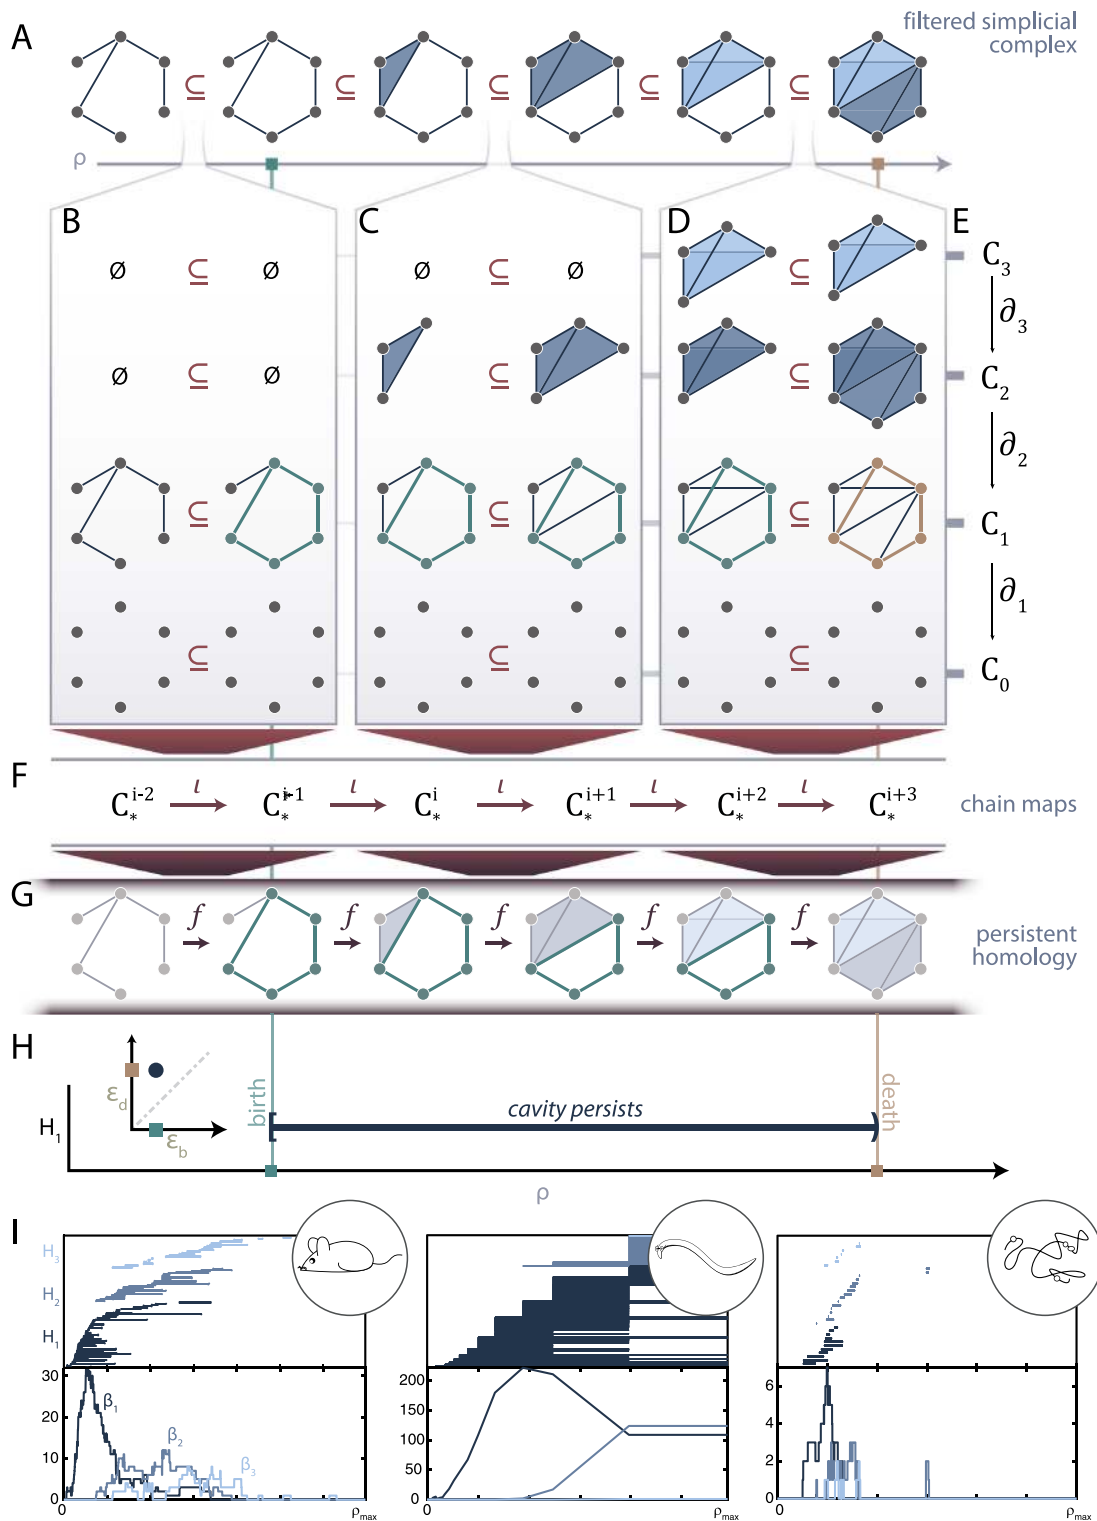 A
filtered simplicial
complex
⊆ ⊆ ⊆ ⊆ ⊆
ρ
B C D E
∅ ⊆ ∅ ∅ ⊆ ∅ ⊆ C₃
∂₃
∅ ⊆ ∅ ⊆ ⊆ C₂
∂₂
⊆ ⊆ ⊆ C₁
∂₁
⊆ ⊆ ⊆ C₀
F
C*^{i-2} ι C*^{i-1} ι C*^{i} ι C*^{i+1} ι C*^{i+2} ι C*^{i+3}
chain maps
G
f f f f f
persistent
homology
H
ε_d
ε_b
H₁
birth
cavity persists
death
ρ
I
H₃
H₂
H₁
30
20
10
0
β₁
β₂
β₃
0 ρmax
200
150
100
50
0
0 ρmax
6
4
2
0
0 ρmax